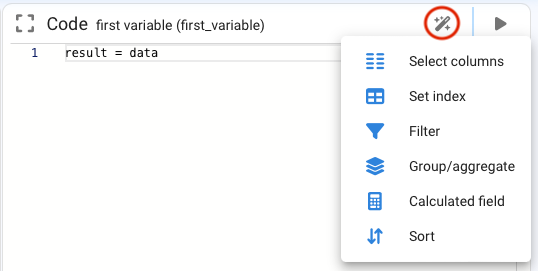 Code first variable (first_variable)
1 result = data
Select columns
Set index
Filter
Group/aggregate
Calculated field
Sort